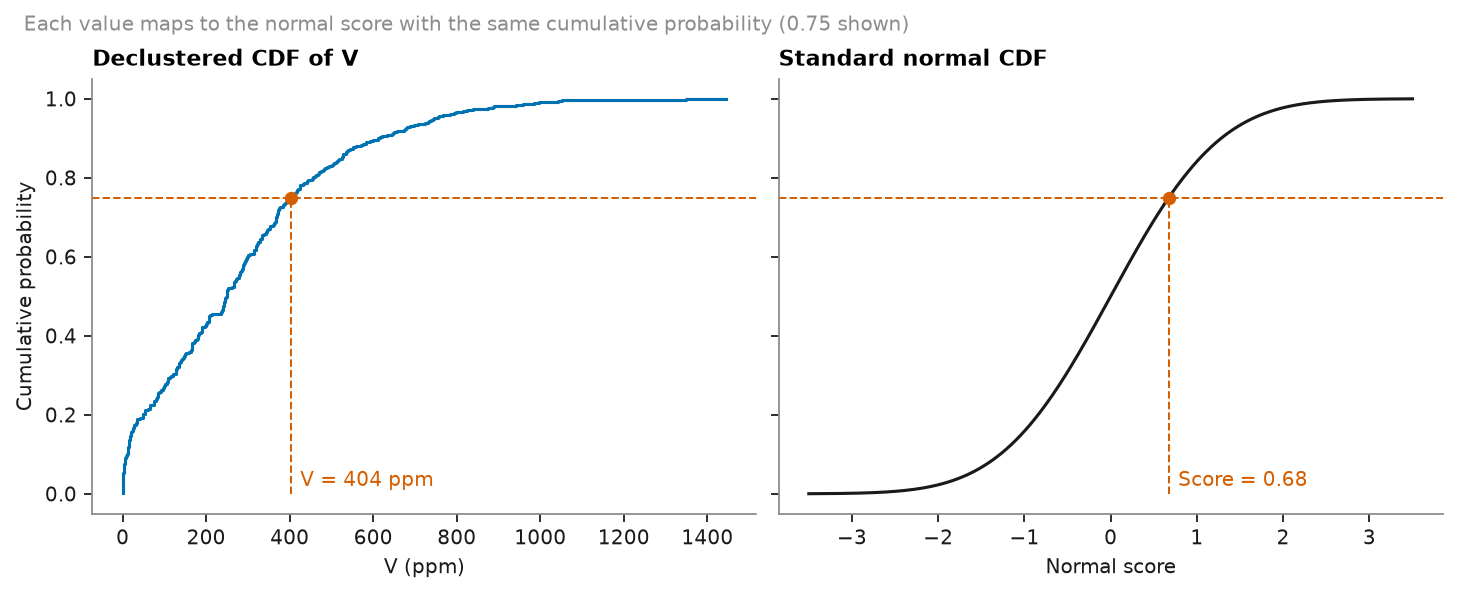 Each value maps to the normal score with the same cumulative probability (0.75 shown)
Declustered CDF of V
Standard normal CDF
Cumulative probability
1.0
0.8
0.6
0.4
0.2
0.0
V = 404 ppm
Score = 0.68
0 200 400 600 800 1000 1200 1400
−3 −2 −1 0 1 2 3
V (ppm)
Normal score